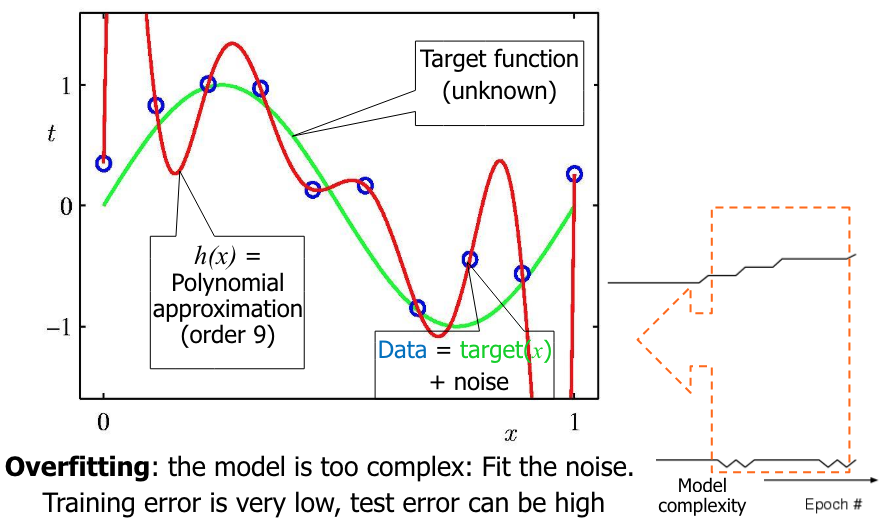 Target function
(unknown)
1
t
0
h(x) =
Polynomial
approximation
(order 9)
−1
Data = target(x)
+ noise
0
x
1
Overfitting: the model is too complex: Fit the noise.
Training error is very low, test error can be high
Model
complexity
Epoch #